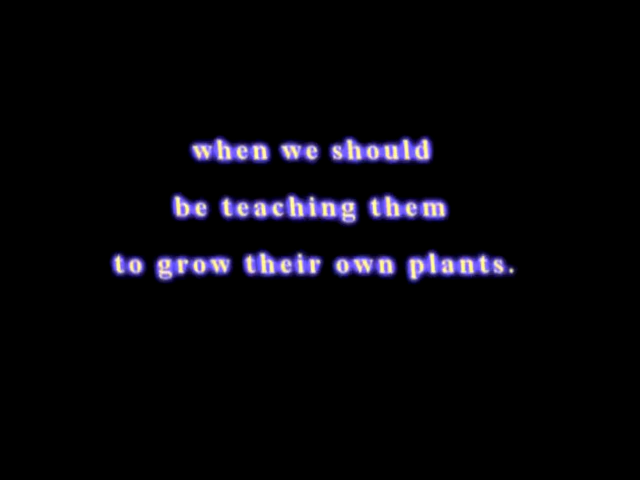 when we should
be teaching them
to grow their own plants.